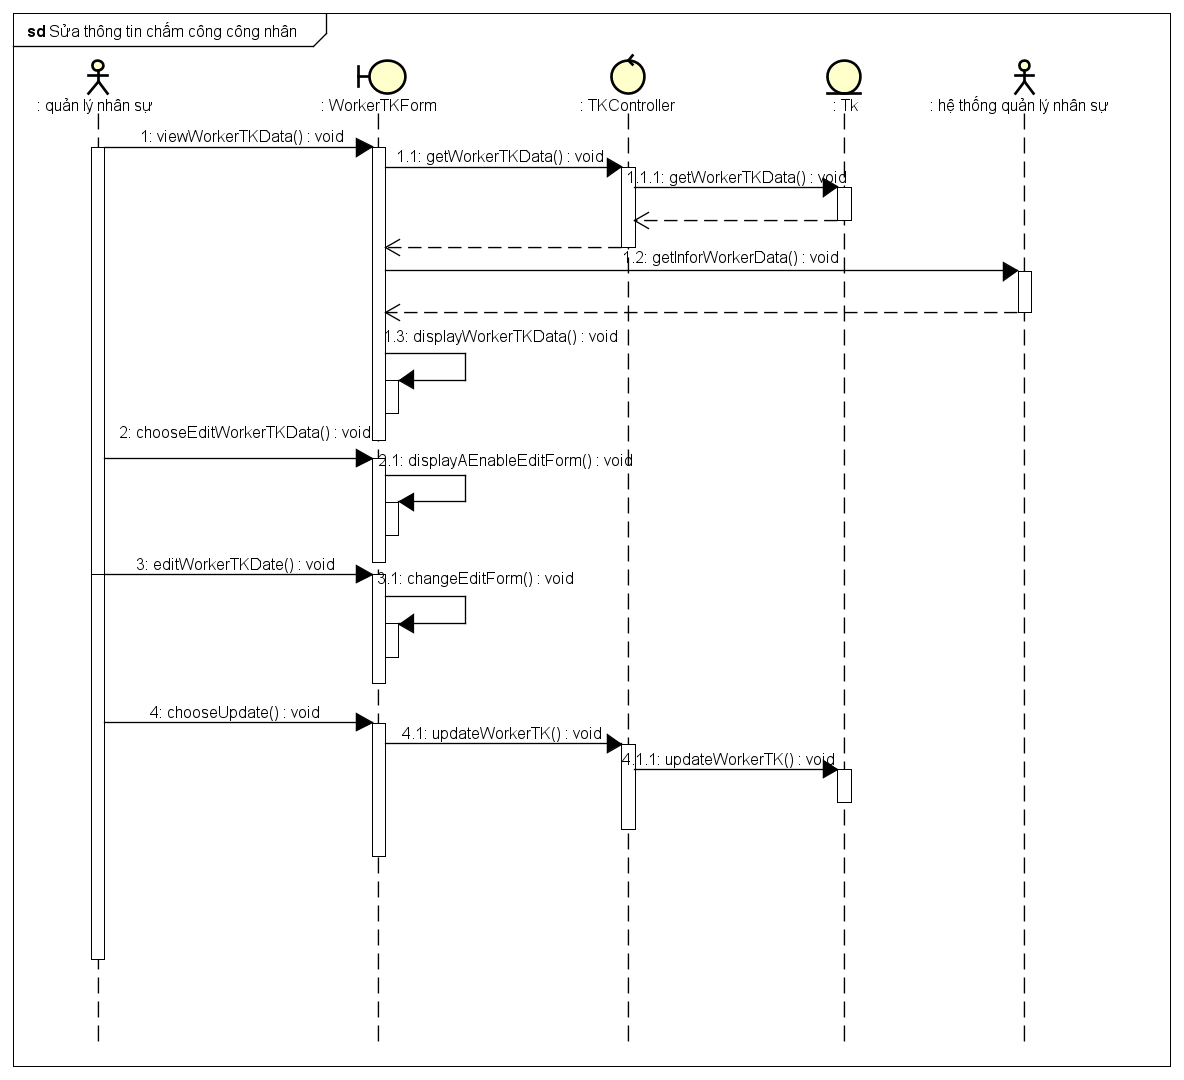 sd Sửa thông tin chấm công công nhân
: quản lý nhân sự
: WorkerTKForm
: TKController
: Tk
: hệ thống quản lý nhân sự
1: viewWorkerTKData() : void
1.1: getWorkerTKData() : void
1.1.1: getWorkerTKData() : void
1.2: getInforWorkerData() : void
1.3: displayWorkerTKData() : void
2: chooseEditWorkerTKData() : void
2.1: displayAEnableEditForm() : void
3: editWorkerTKDate() : void
3.1: changeEditForm() : void
4: chooseUpdate() : void
4.1: updateWorkerTK() : void
4.1.1: updateWorkerTK() : void